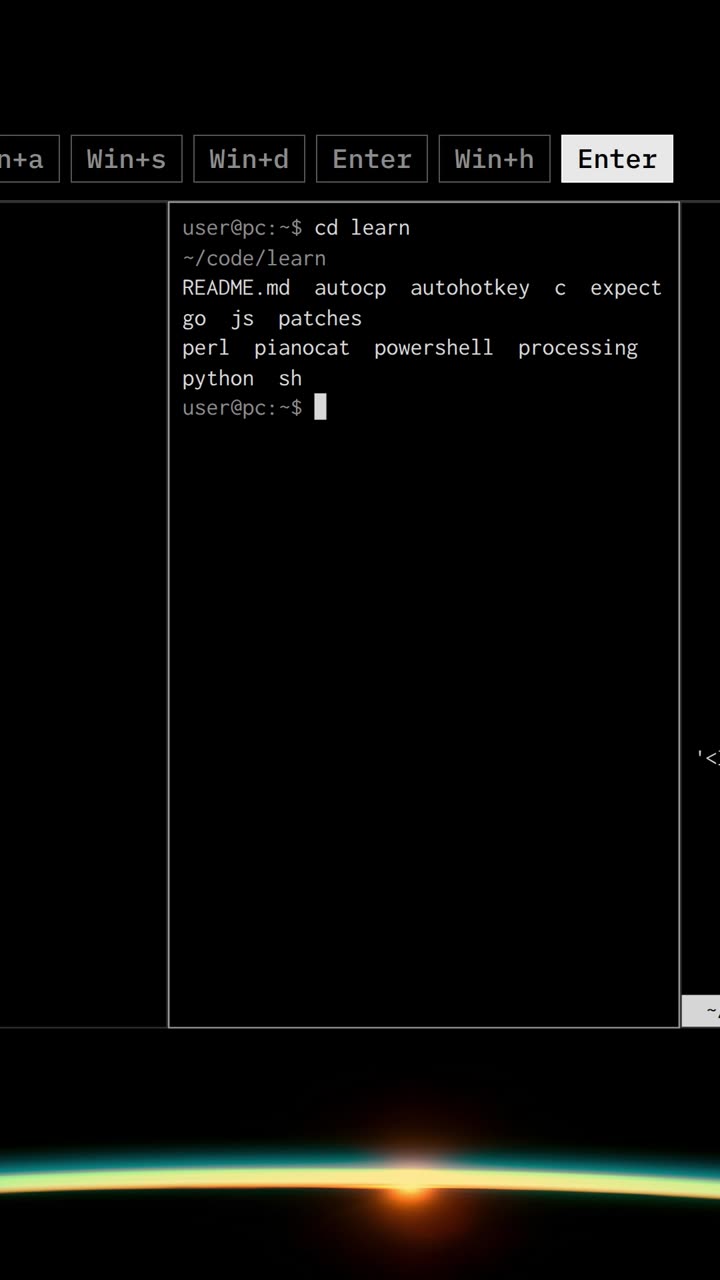 n+a Win+s Win+d Enter Win+h Enter
user@pc:~$ cd learn
~/code/learn
README.md autocp autohotkey c expect
go js patches
perl pianocat powershell processing
python sh
user@pc:~$
'<
~/